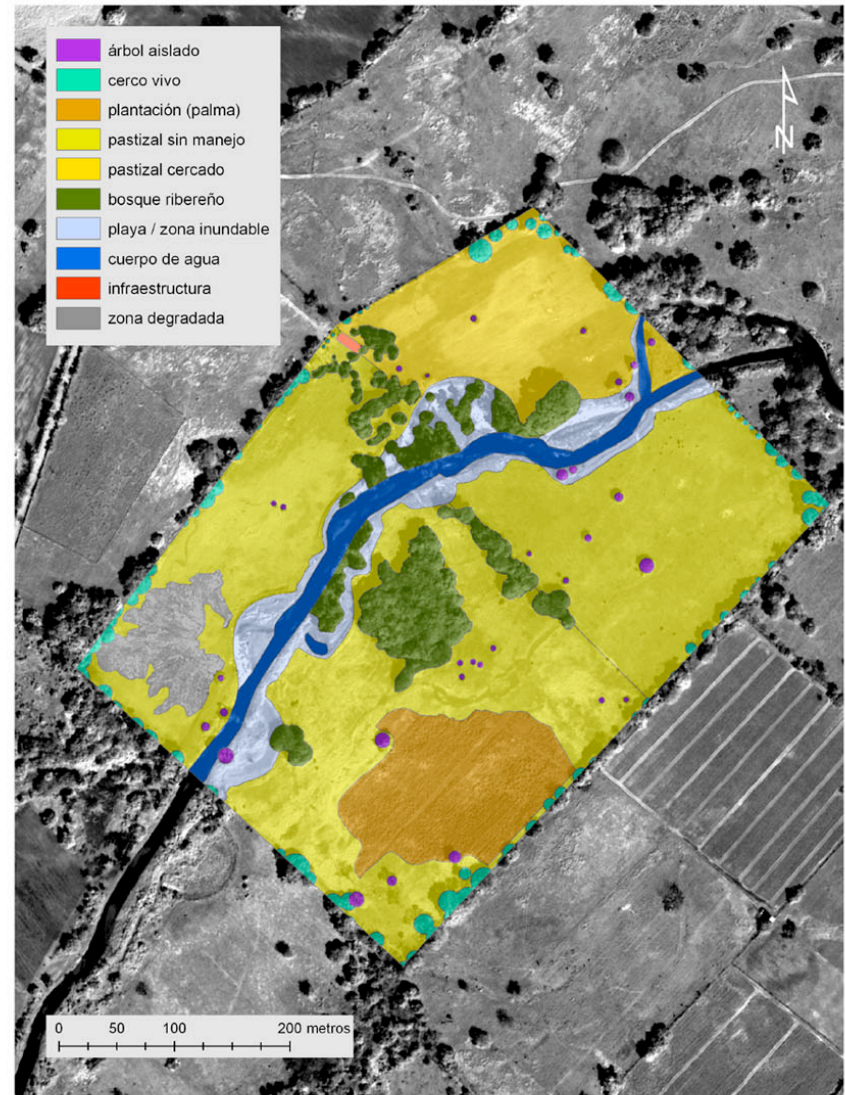 árbol aislado
cerco vivo
plantación (palma)
pastizal sin manejo
pastizal cercado
bosque ribereño
playa / zona inundable
cuerpo de agua
infraestructura
zona degradada
N
0 50 100 200 metros